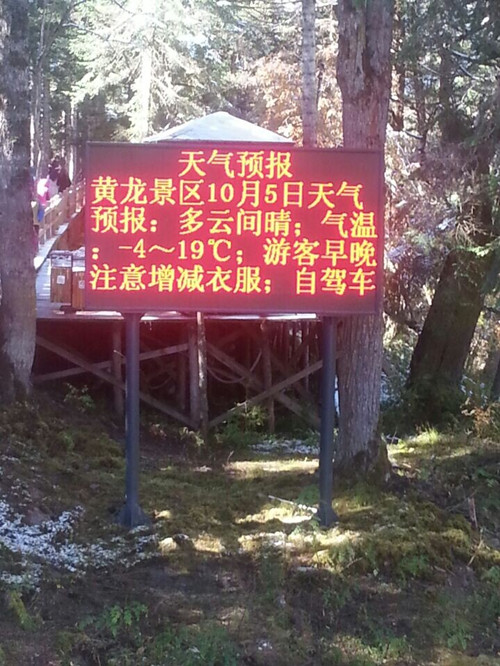 天气预报
黄龙景区10月5日天气
预报：多云间晴；气温
：-4～19℃；游客早晚
注意增减衣服；自驾车